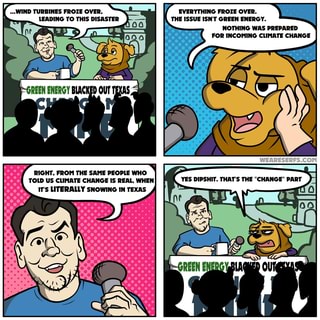 ...WIND TURBINES FROZE OVER,
LEADING TO THIS DISASTER
GREEN ENERGY BLACKED OUT TEXAS
EVERYTHING FROZE OVER.
THE ISSUE ISN'T GREEN ENERGY.
NOTHING WAS PREPARED
FOR INCOMING CLIMATE CHANGE
WEARESERFS.COM
RIGHT, FROM THE SAME PEOPLE WHO
TOLD US CLIMATE CHANGE IS REAL, WHEN
IT'S LITERALLY SNOWING IN TEXAS
YES DIPSHIT. THAT'S THE "CHANGE" PART
GREEN ENERGY BLACKED OUT TEXAS